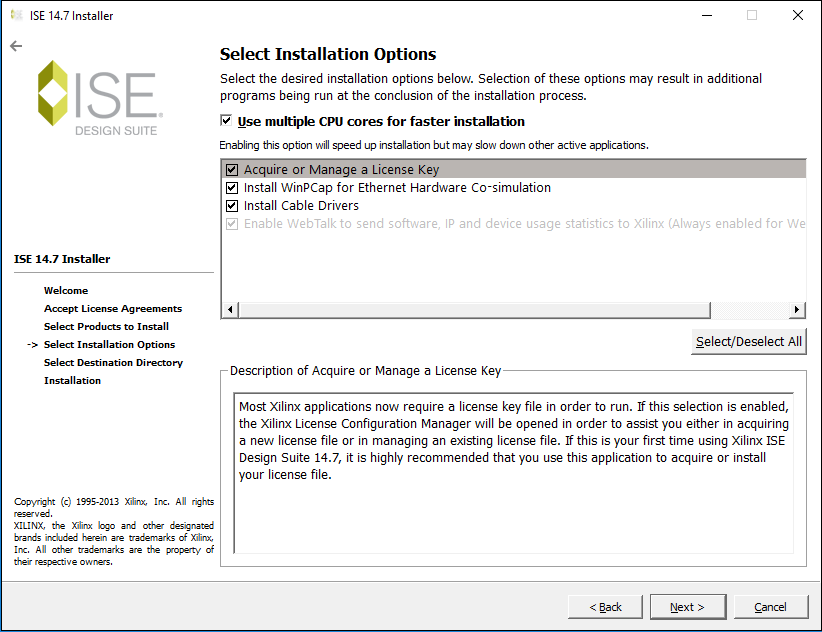 ISE 14.7 Installer
ISE
DESIGN SUITE
Select Installation Options
Select the desired installation options below. Selection of these options may result in additional
programs being run at the conclusion of the installation process.
Use multiple CPU cores for faster installation
Enabling this option will speed up installation but may slow down other active applications.
Acquire or Manage a License Key
Install WinPCap for Ethernet Hardware Co-simulation
Install Cable Drivers
Enable WebTalk to send software, IP and device usage statistics to Xilinx (Always enabled for We
Select/Deselect All
ISE 14.7 Installer
Welcome
Accept License Agreements
Select Products to Install
-> Select Installation Options
Select Destination Directory
Installation
Description of Acquire or Manage a License Key
Most Xilinx applications now require a license key file in order to run. If this selection is enabled,
the Xilinx License Configuration Manager will be opened in order to assist you either in acquiring
a new license file or in managing an existing license file. If this is your first time using Xilinx ISE
Design Suite 14.7, it is highly recommended that you use this application to acquire or install
your license file.
Copyright (c) 1995-2013 Xilinx, Inc. All rights
reserved.
XILINX, the Xilinx logo and other designated
brands included herein are trademarks of Xilinx,
Inc. All other trademarks are the property of
their respective owners.
< Back
Next >
Cancel